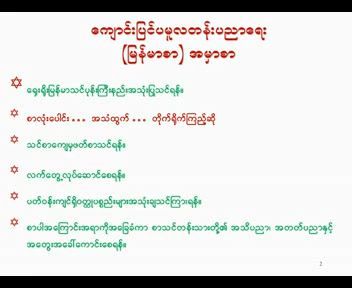 ကျောင်းပြင်ပမူလတန်းပညာရေး
(မြန်မာစာ) အမှာစာ
ရှေးရိုးမြန်မာသင်ပုန်းကြီးနည်းအသုံးပြုသင်ရန်။
စာလုံးပေါင်း ... အသံထွက် ... တိုက်ရိုက်ကြည့်ဆို
သင်စာကျေမှဖတ်စာသင်ရန်။
လက်တွေ့လုပ်ဆောင်စေရန်။
ပတ်ဝန်းကျင်ရှိဝတ္ထုပစ္စည်းများအသုံးချသင်ကြားရန်။
စာပါအကြောင်းအရာကိုအခြေခံကာ စာသင်တန်းသားတို့၏ အသိပညာ၊ အတတ်ပညာနှင့်
အတွေးအခေါ်ကောင်းစေရန်။
2